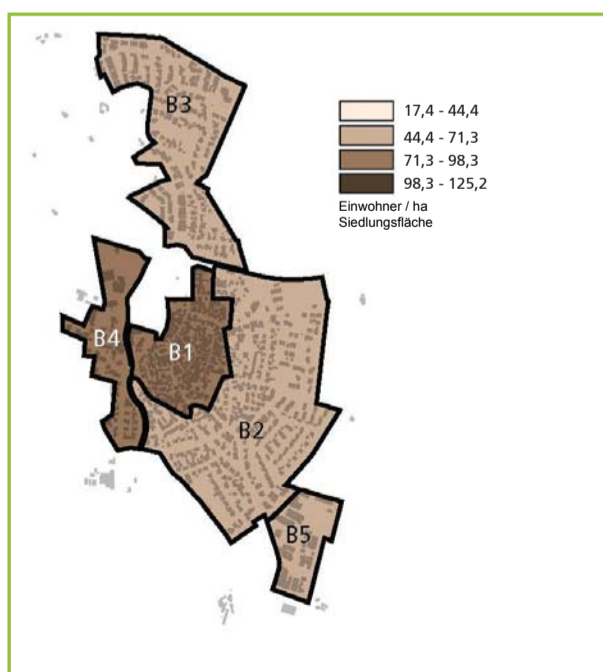 B3
17,4 - 44,4
44,4 - 71,3
71,3 - 98,3
98,3 - 125,2
Einwohner / ha
Siedlungsfläche
B4
B1
B2
B5